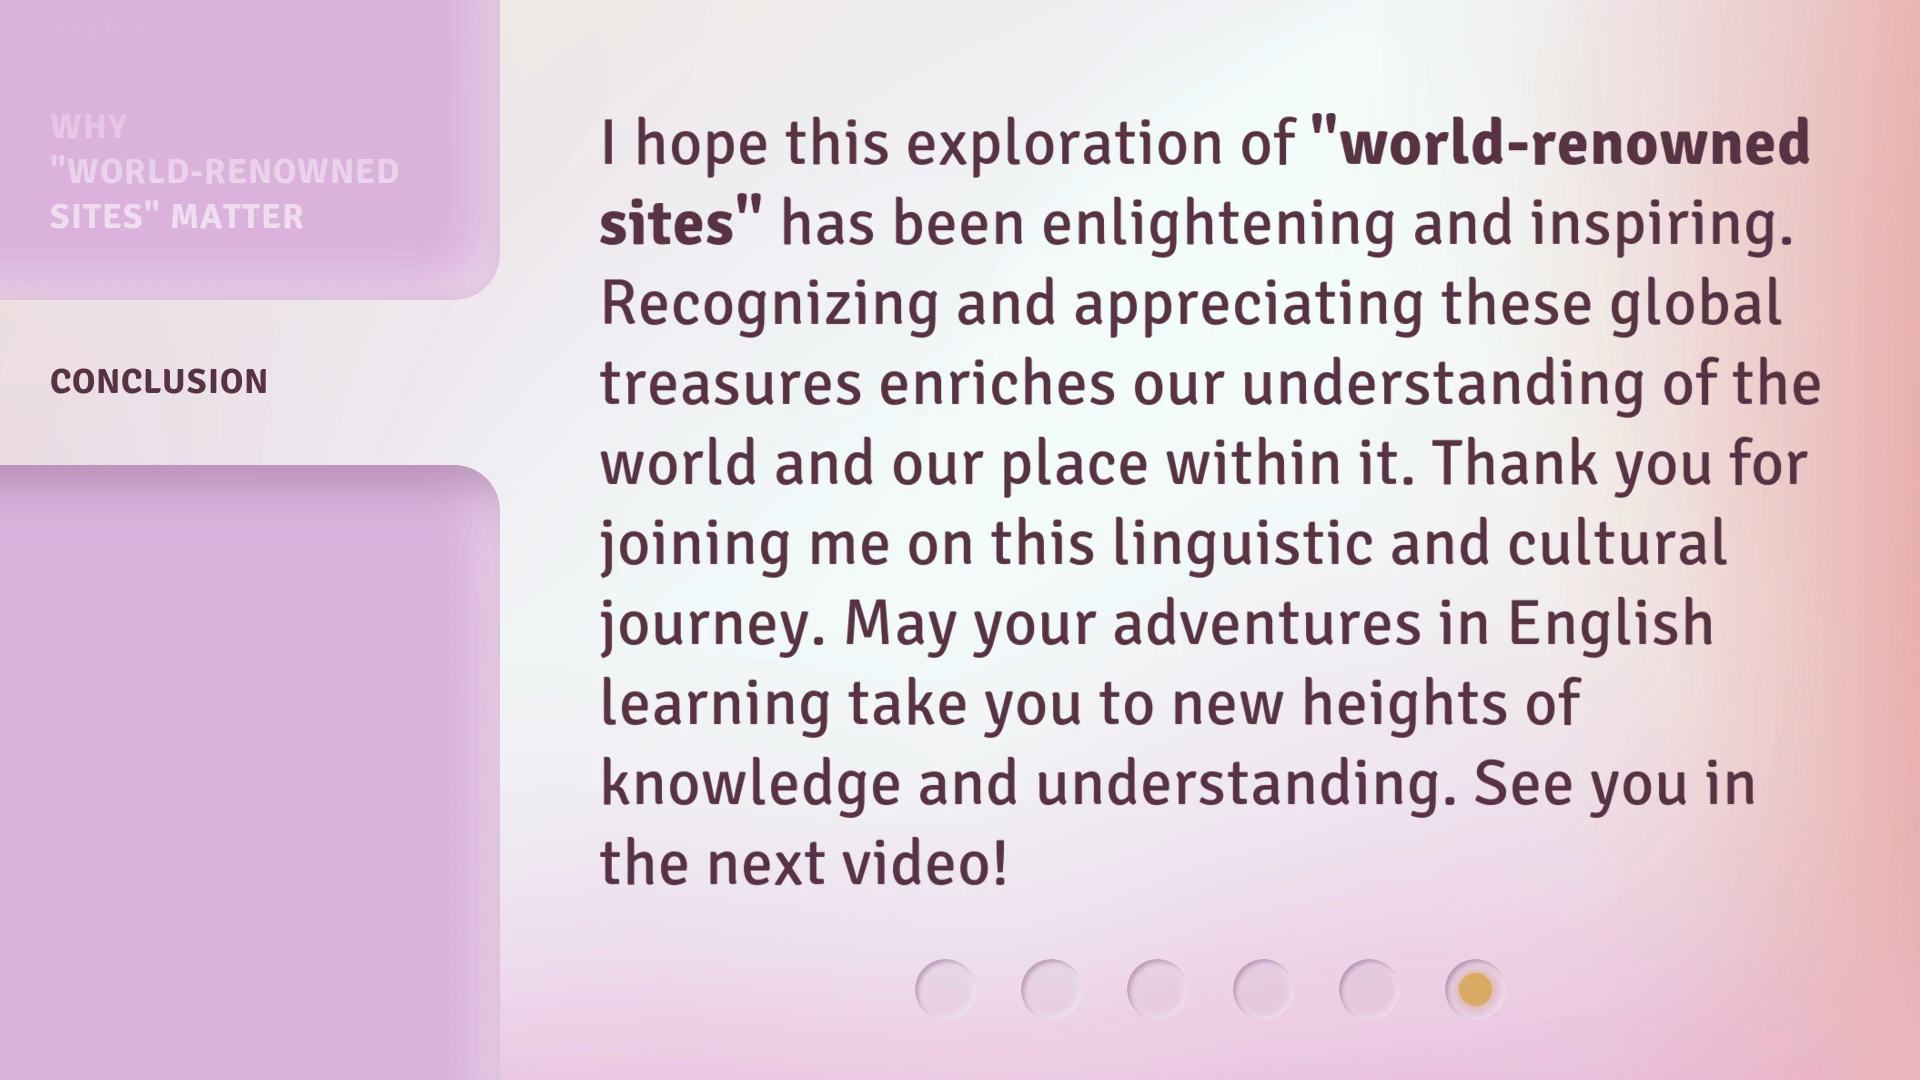 WHY
"WORLD-RENOWNED
SITES" MATTER
CONCLUSION
I hope this exploration of "world-renowned
sites" has been enlightening and inspiring.
Recognizing and appreciating these global
treasures enriches our understanding of the
world and our place within it. Thank you for
joining me on this linguistic and cultural
journey. May your adventures in English
learning take you to new heights of
knowledge and understanding. See you in
the next video!